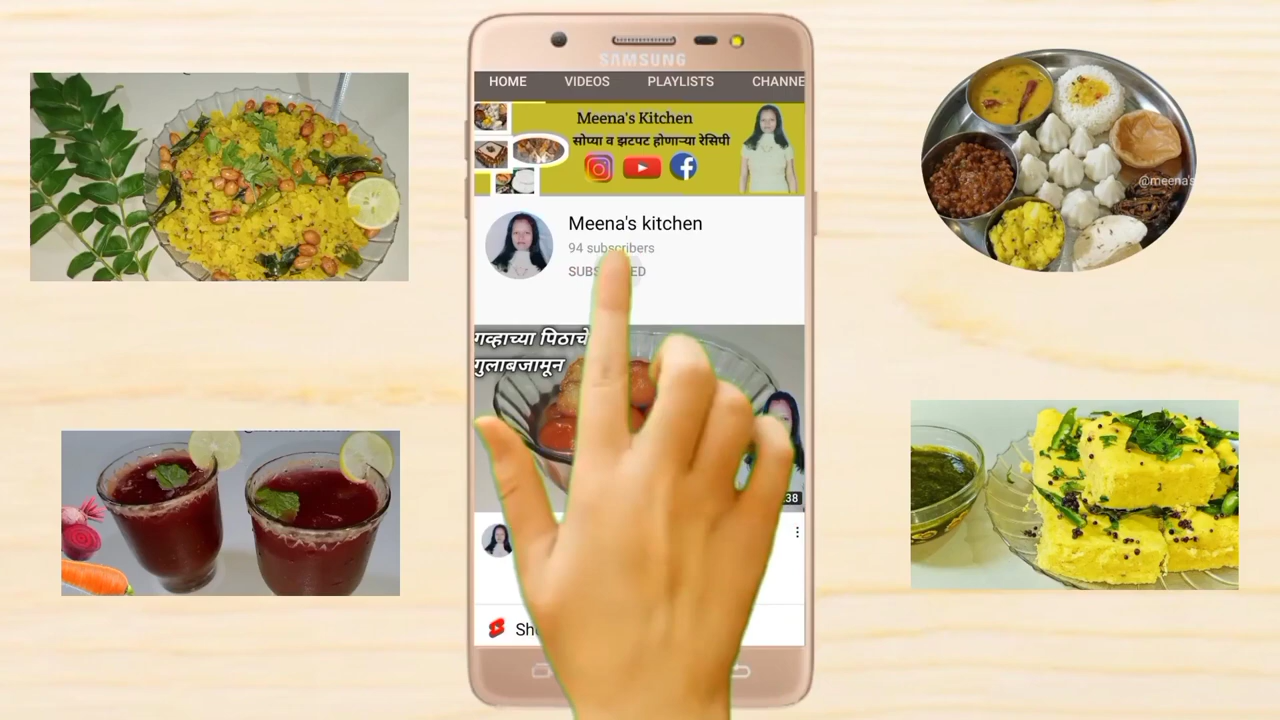 SAMSUNG
HOME VIDEOS PLAYLISTS CHANNE
Meena's Kitchen
सोप्या व झटपट होणाऱ्या रेसिपी
Meena's kitchen
94 subscribers
गव्हाच्या पिठाचे
गुलाबजामून
38
@meena's